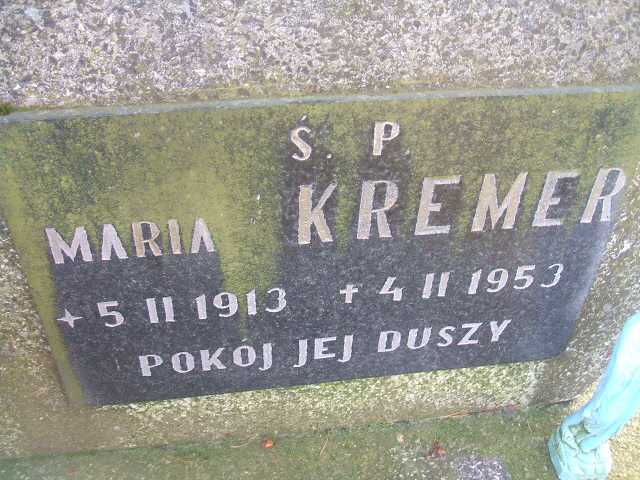 Ś. P
MARIA KREMER
5 II 1913 4 II 1953
POKÓJ JEJ DUSZY